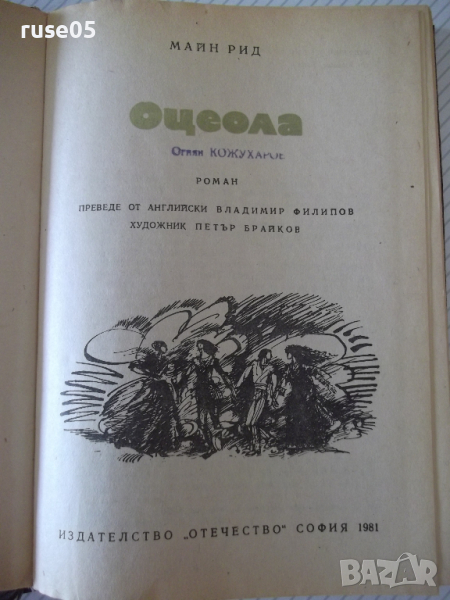 ruse05
МАЙН РИД
Оцеола
Огнян КОЖУХАРОВ
РОМАН
ПРЕВЕДЕ ОТ АНГЛИЙСКИ ВЛАДИМИР ФИЛИПОВ
ХУДОЖНИК ПЕТЪР БРАЙКОВ
ИЗДАТЕЛСТВО „ОТЕЧЕСТВО" СОФИЯ 1981
BAZAR